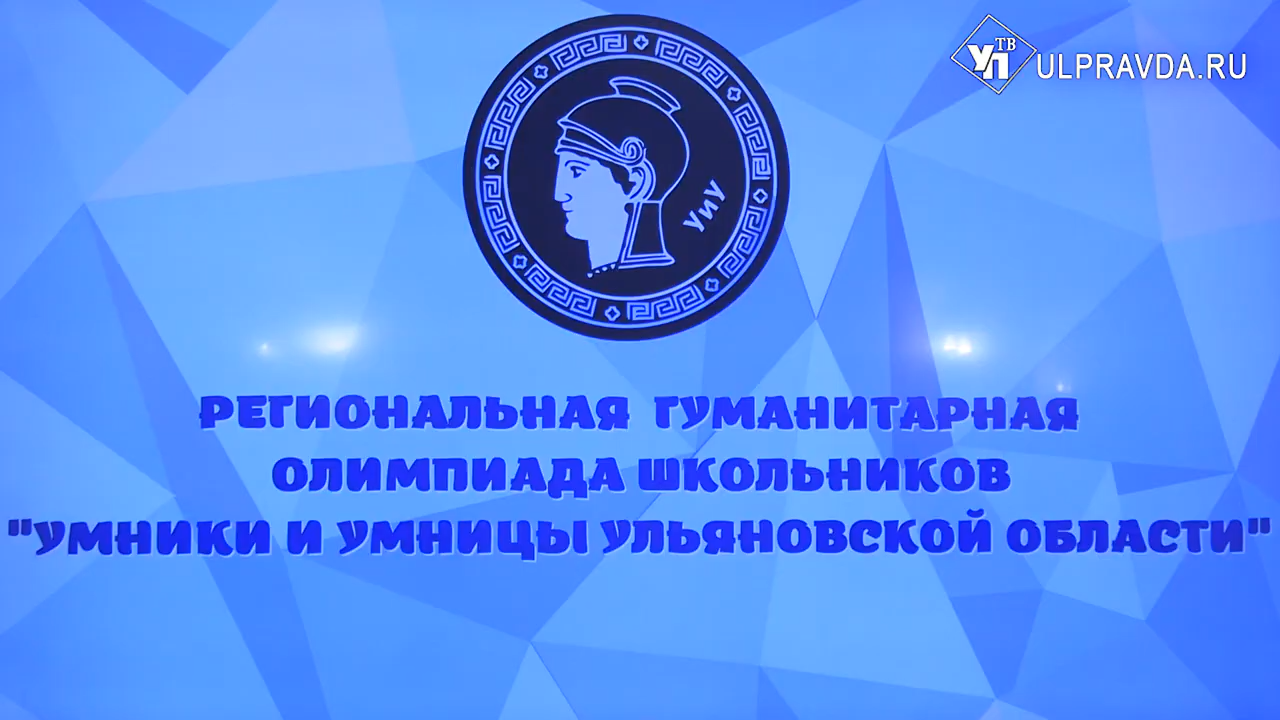 УП ТВ ULPRAVDA.RU
УиУ
РЕГИОНАЛЬНАЯ ГУМАНИТАРНАЯ
ОЛИМПИАДА ШКОЛЬНИКОВ
"УМНИКИ И УМНИЦЫ УЛЬЯНОВСКОЙ ОБЛАСТИ"